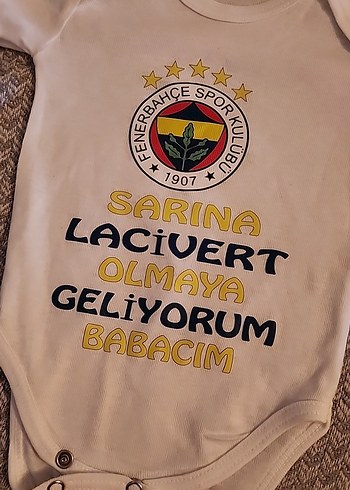 FENERBAHÇE SPOR KULÜBÜ
1907
SARINA
LACİVERT
OLMAYA
GELİYORUM
BABACIM